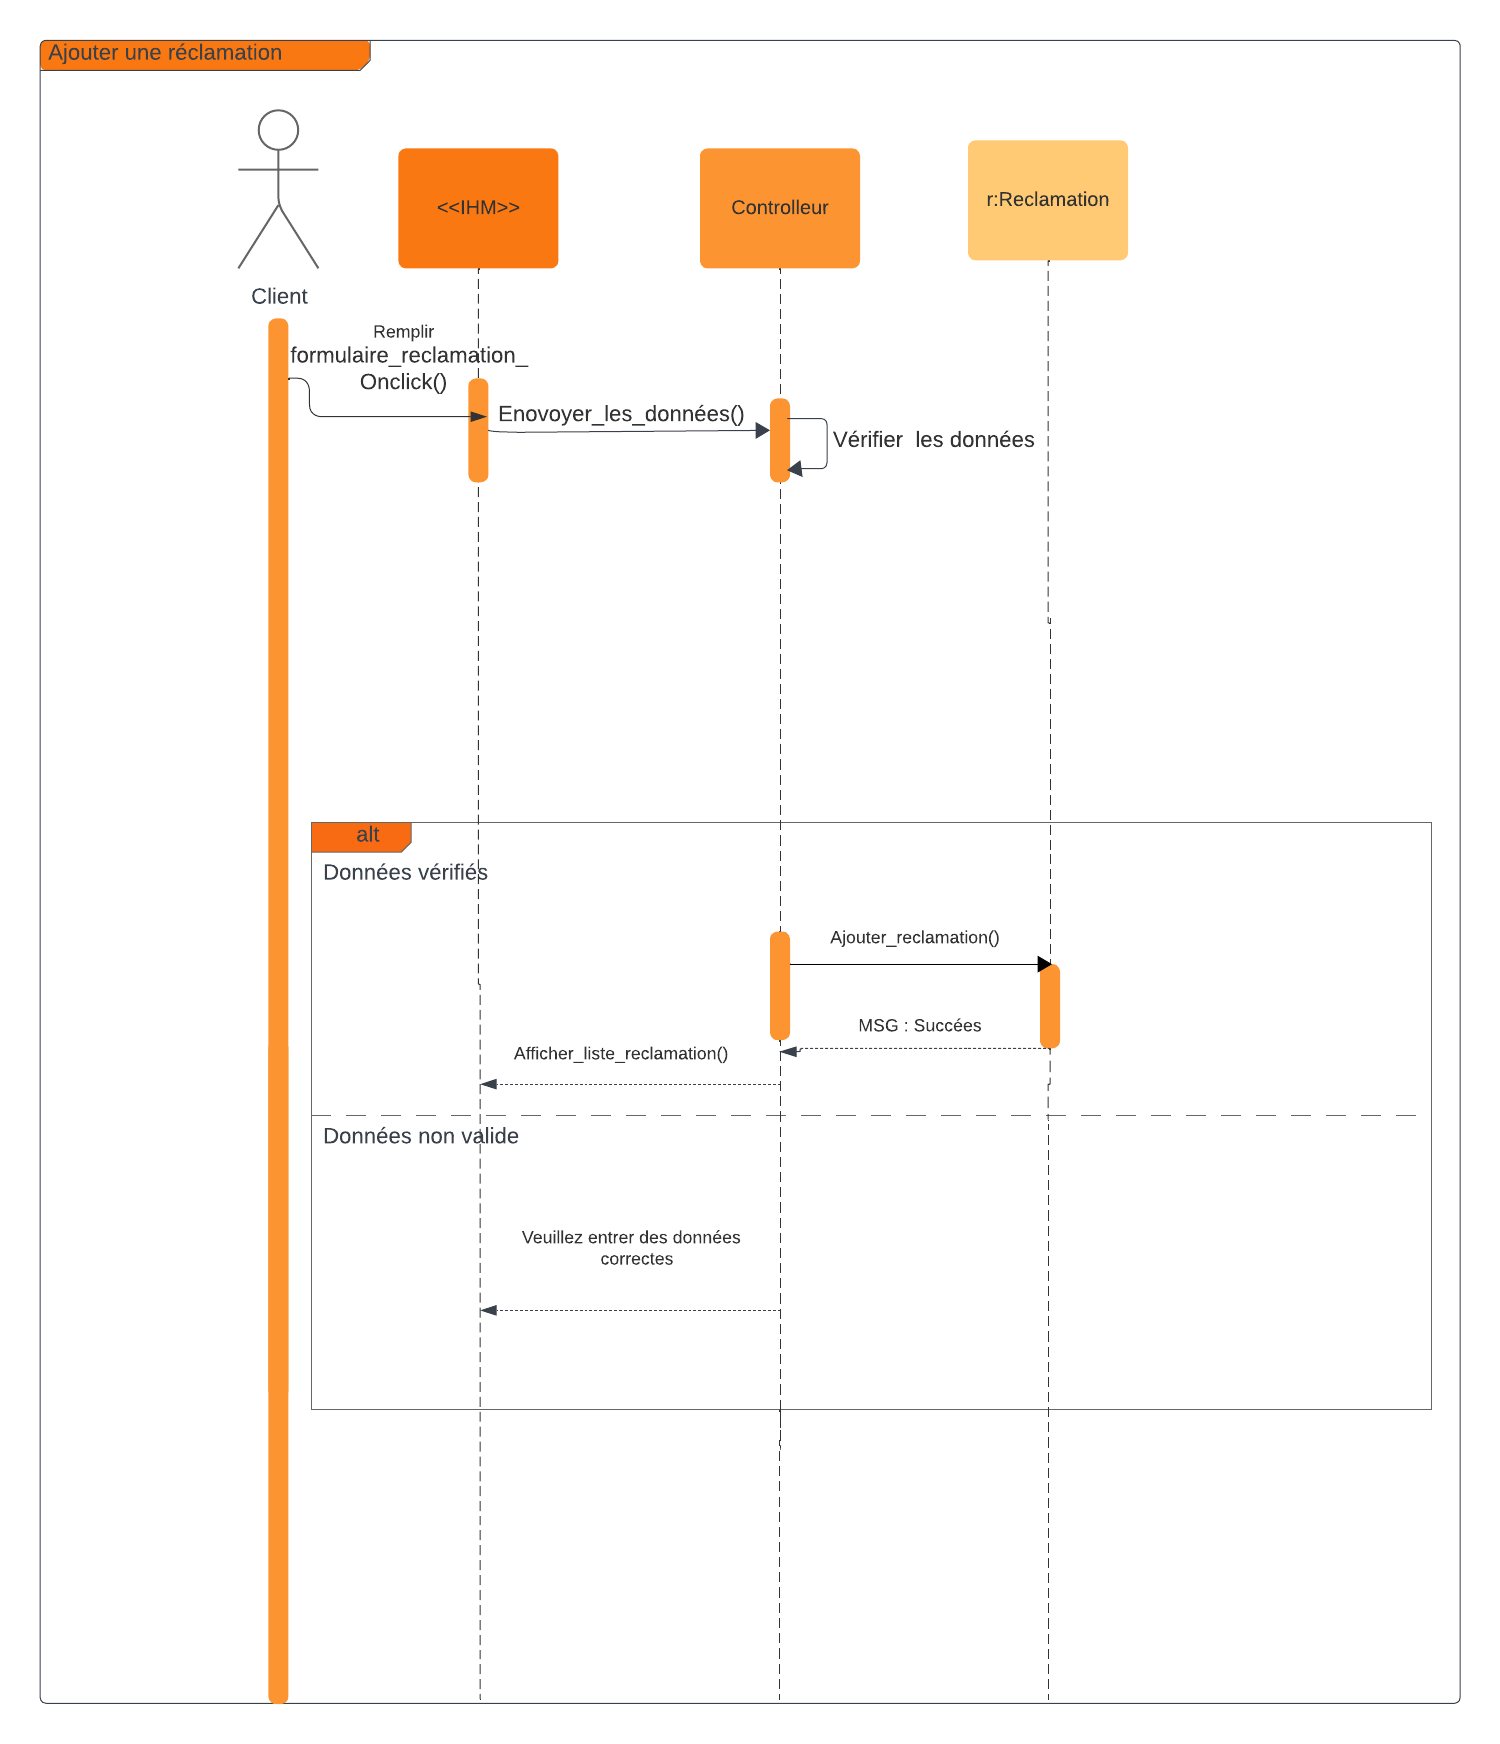 Ajouter une réclamation
<<IHM>>
Controlleur
r:Reclamation
Client
Remplir
formulaire_reclamation_
Onclick()
Enovoyer_les_données()
Vérifier  les données
alt
Données vérifiés
Ajouter_reclamation()
MSG : Succées
Afficher_liste_reclamation()
Données non valide
Veuillez entrer des données
correctes